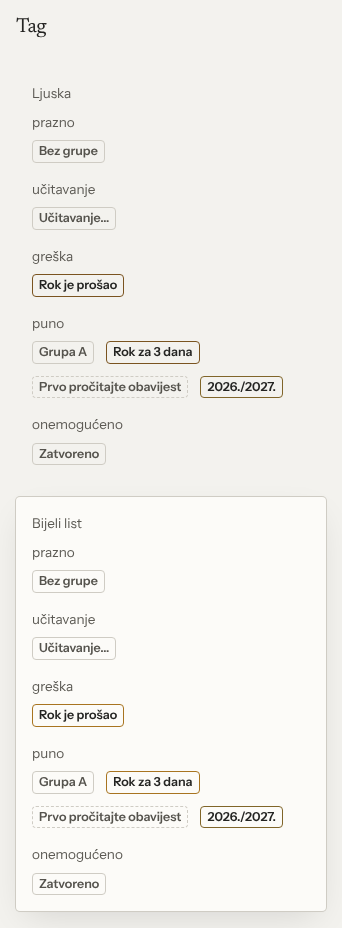 Tag
Ljuska
prazno
Bez grupe
učitavanje
Učitavanje…
greška
Rok je prošao
puno
Grupa A Rok za 3 dana
Prvo pročitajte obavijest 2026./2027.
onemogućeno
Zatvoreno
Bijeli list
prazno
Bez grupe
učitavanje
Učitavanje…
greška
Rok je prošao
puno
Grupa A Rok za 3 dana
Prvo pročitajte obavijest 2026./2027.
onemogućeno
Zatvoreno